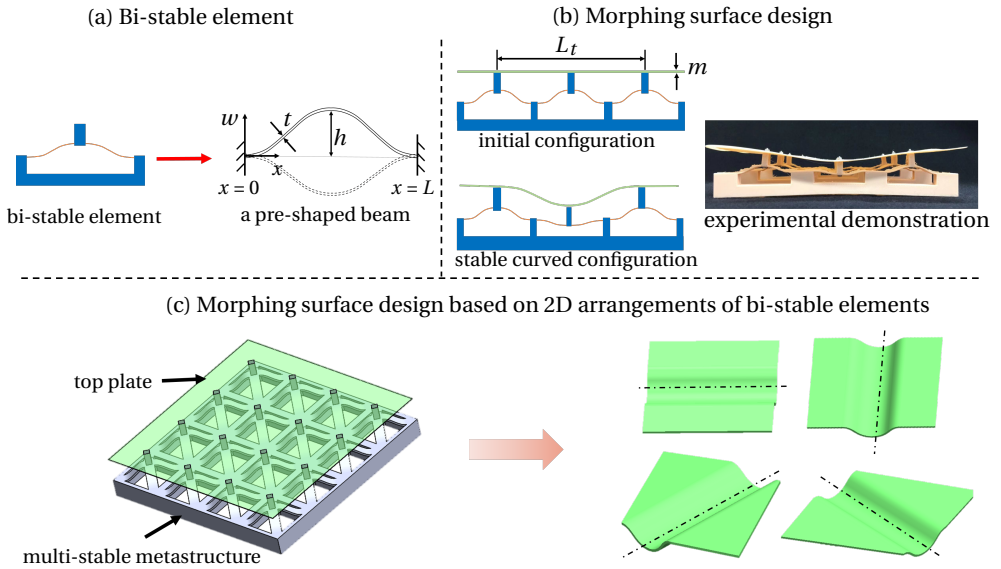 (a) Bi-stable element
bi-stable element
w
t
h
x
x = 0
x = L
a pre-shaped beam
(b) Morphing surface design
L_t
m
initial configuration
stable curved configuration
experimental demonstration
(c) Morphing surface design based on 2D arrangements of bi-stable elements
top plate
multi-stable metastructure